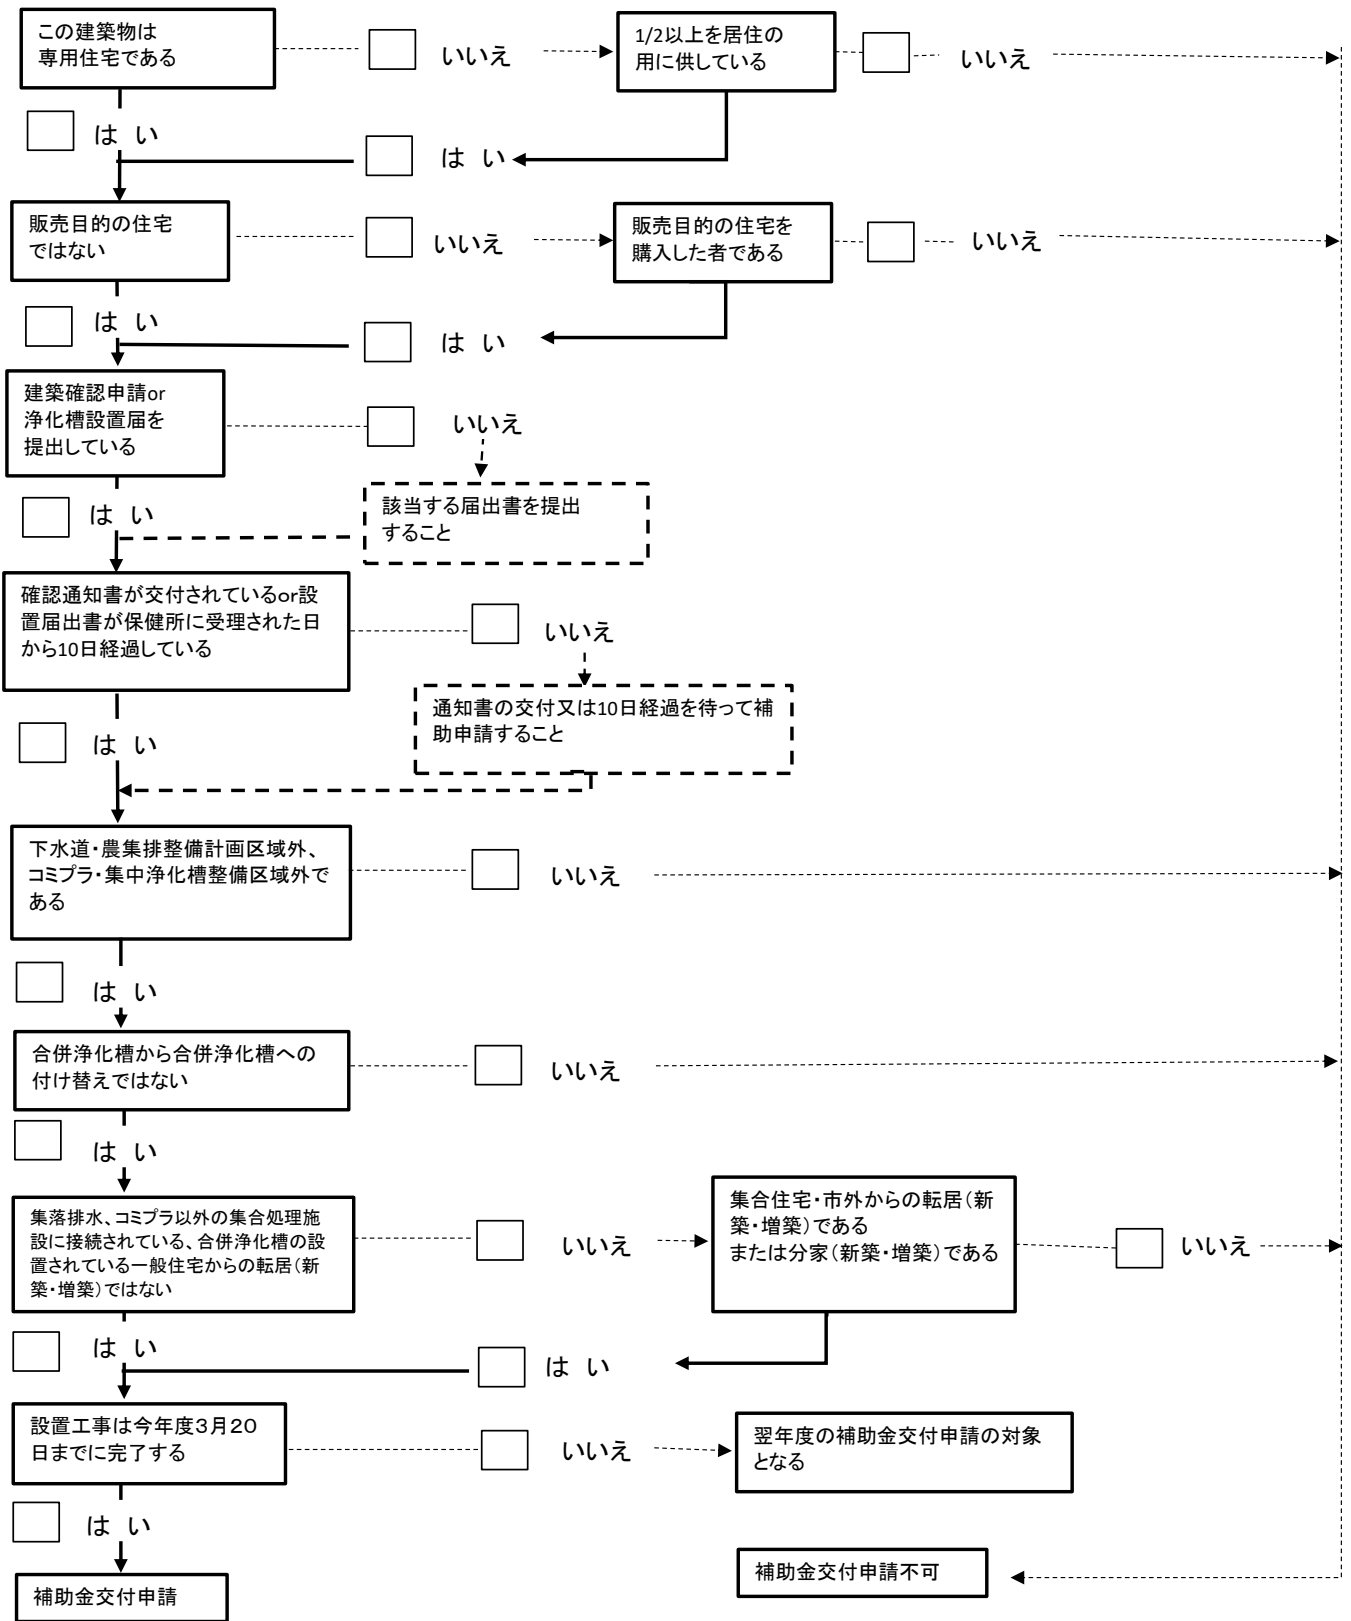 この建築物は
専用住宅である
いいえ
1/2以上を居住の
用に供している
いいえ
は い
は い
販売目的の住宅
ではない
いいえ
販売目的の住宅を
購入した者である
いいえ
は い
は い
建築確認申請or
浄化槽設置届を
提出している
いいえ
は い
該当する届出書を提出
すること
確認通知書が交付されているor設
置届出書が保健所に受理された日
から10日経過している
いいえ
は い
通知書の交付又は10日経過を待って補
助申請すること
下水道・農集排整備計画区域外、
コミプラ・集中浄化槽整備区域外で
ある
いいえ
は い
合併浄化槽から合併浄化槽への
付け替えではない
いいえ
は い
集落排水、コミプラ以外の集合処理施
設に接続されている、合併浄化槽の設
置されている一般住宅からの転居(新
築・増築)ではない
いいえ
集合住宅・市外からの転居(新
築・増築)である
または分家(新築・増築)である
いいえ
は い
は い
設置工事は今年度3月20
日までに完了する
いいえ
翌年度の補助金交付申請の対象
となる
は い
補助金交付申請
補助金交付申請不可